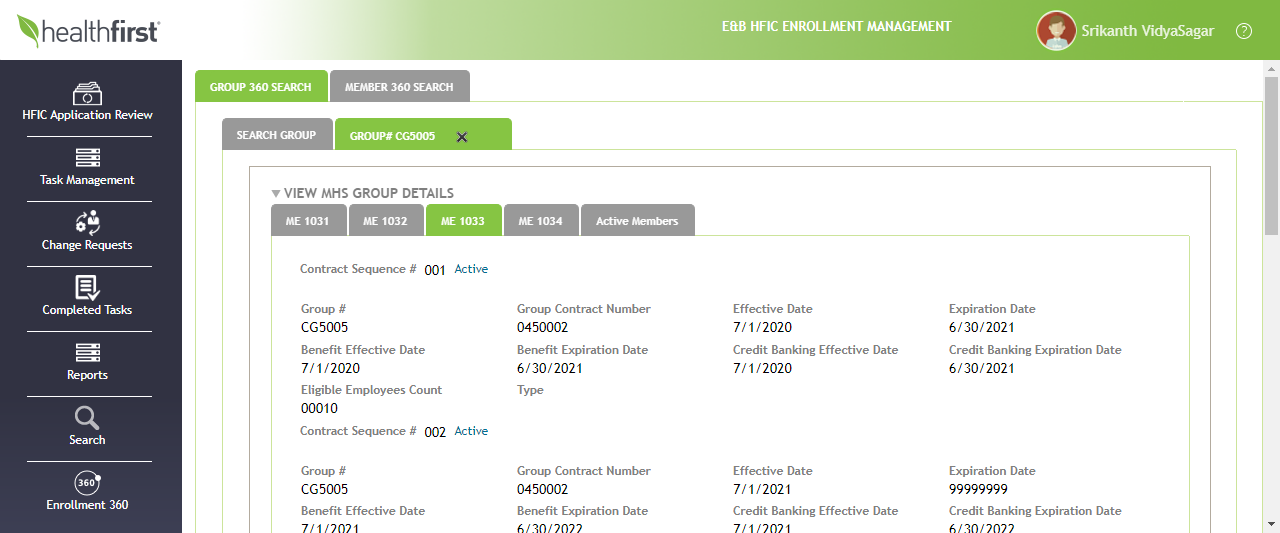 healthfirst
E&B HFIC ENROLLMENT MANAGEMENT
Srikanth VidyaSagar
?
HFIC Application Review
Task Management
Change Requests
Completed Tasks
Reports
Search
360
Enrollment 360
GROUP 360 SEARCH MEMBER 360 SEARCH
SEARCH GROUP GROUP# CG5005
VIEW MHS GROUP DETAILS
ME 1031 ME 1032 ME 1033 ME 1034 Active Members
Contract Sequence # 001 Active
Group # Group Contract Number Effective Date Expiration Date
CG5005 0450002 7/1/2020 6/30/2021
Benefit Effective Date Benefit Expiration Date Credit Banking Effective Date Credit Banking Expiration Date
7/1/2020 6/30/2021 7/1/2020 6/30/2021
Eligible Employees Count Type
00010
Contract Sequence # 002 Active
Group # Group Contract Number Effective Date Expiration Date
CG5005 0450002 7/1/2021 99999999
Benefit Effective Date Benefit Expiration Date Credit Banking Effective Date Credit Banking Expiration Date
7/1/2021 6/30/2022 7/1/2021 6/30/2022